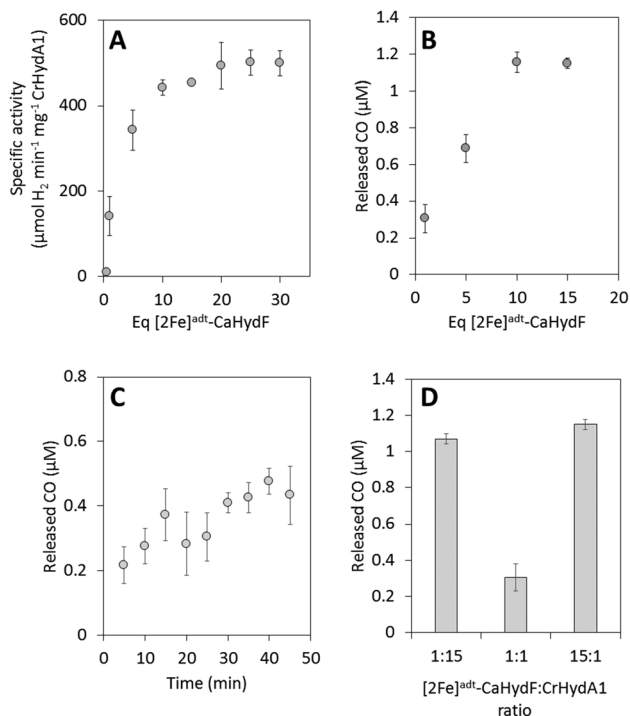 A
Specific activity
(μmol H₂ min⁻¹ mg⁻¹ CrHydA1)
600
400
200
0
0 10 20 30
Eq [2Fe]ᵃᵈᵗ-CaHydF
B
Released CO (μM)
1.4
1.2
1
0.8
0.6
0.4
0.2
0
0 5 10 15 20
Eq [2Fe]ᵃᵈᵗ-CaHydF
C
Released CO (μM)
0.8
0.6
0.4
0.2
0
0 10 20 30 40 50
Time (min)
D
Released CO (μM)
1.4
1.2
1
0.8
0.6
0.4
0.2
0
1:15 1:1 15:1
[2Fe]ᵃᵈᵗ-CaHydF:CrHydA1
ratio